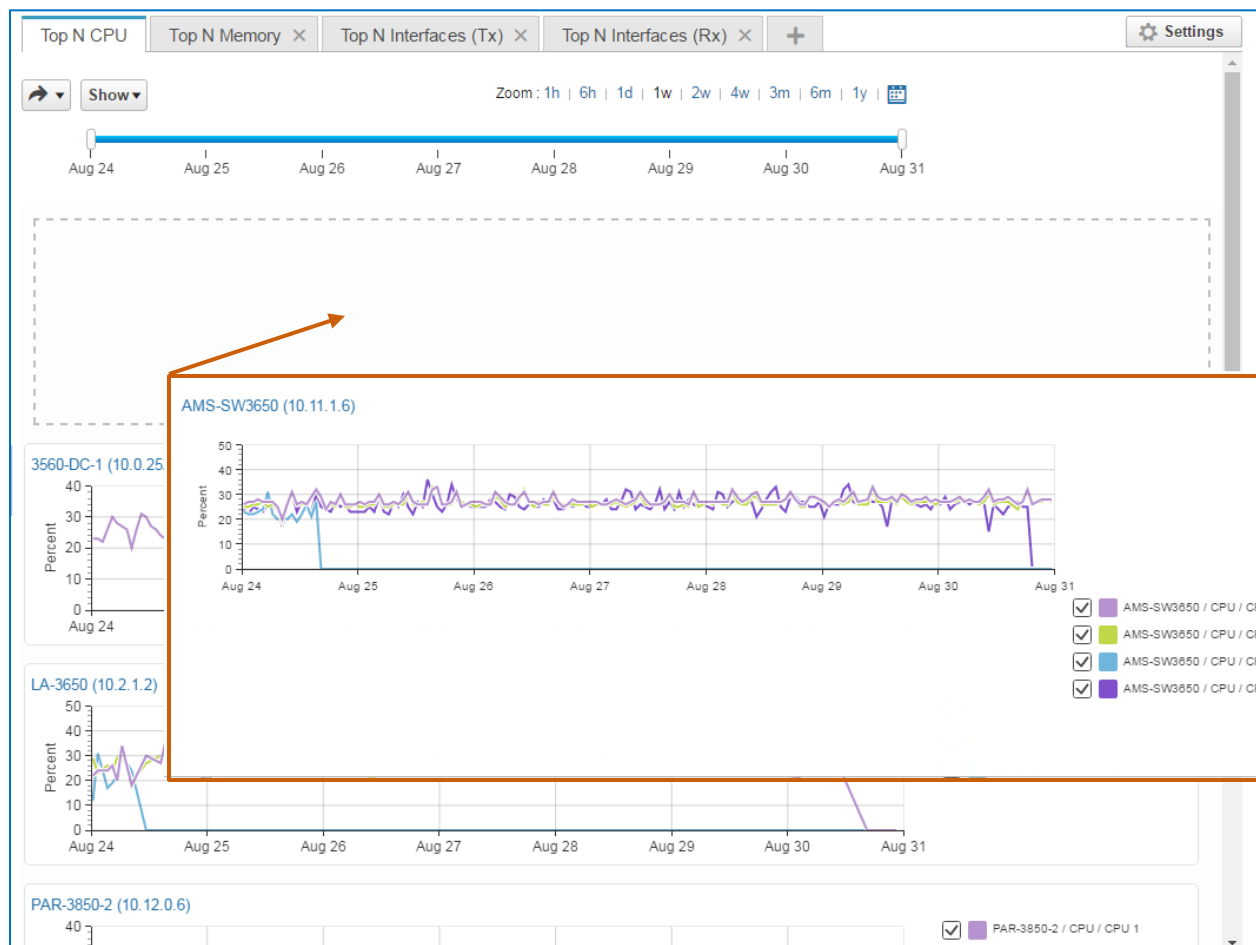 Top N CPU
Top N Memory
Top N Interfaces (Tx)
Top N Interfaces (Rx)
Settings
Show
Zoom : 1h | 6h | 1d | 1w | 2w | 4w | 3m | 6m | 1y |
Aug 24 Aug 25 Aug 26 Aug 27 Aug 28 Aug 29 Aug 30 Aug 31
AMS-SW3650 (10.11.1.6)
50
40
30
20
10
0
Percent
Aug 24 Aug 25 Aug 26 Aug 27 Aug 28 Aug 29 Aug 30 Aug 31
AMS-SW3650 / CPU /
AMS-SW3650 / CPU /
AMS-SW3650 / CPU /
AMS-SW3650 / CPU /
3560-DC-1 (10.0.25.
40
30
20
10
0
Percent
Aug 24
LA-3650 (10.2.1.2)
50
40
30
20
10
0
Percent
Aug 24 Aug 25 Aug 26 Aug 27 Aug 28 Aug 29 Aug 30 Aug 31
PAR-3850-2 (10.12.0.6)
40
PAR-3850-2 / CPU / CPU 1